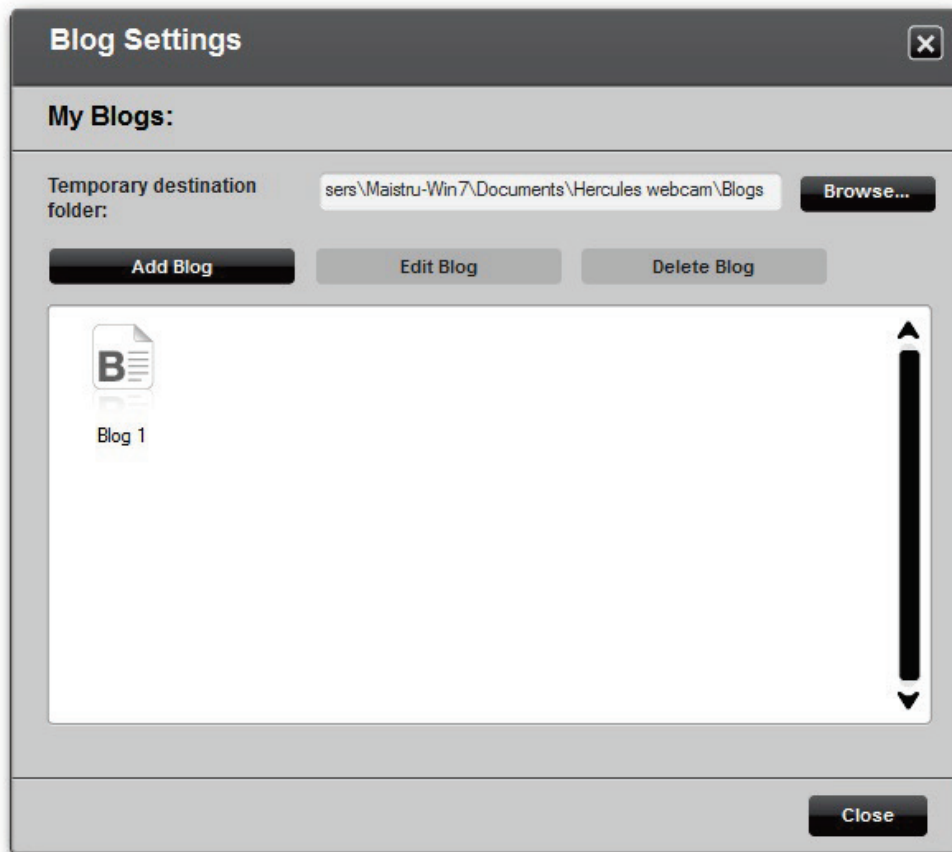 Blog Settings
My Blogs:
Temporary destination
folder:
sers\Maistru-Win7\Documents\Hercules webcam\Blogs
Browse...
Add Blog
Edit Blog
Delete Blog
B
Blog 1
Close